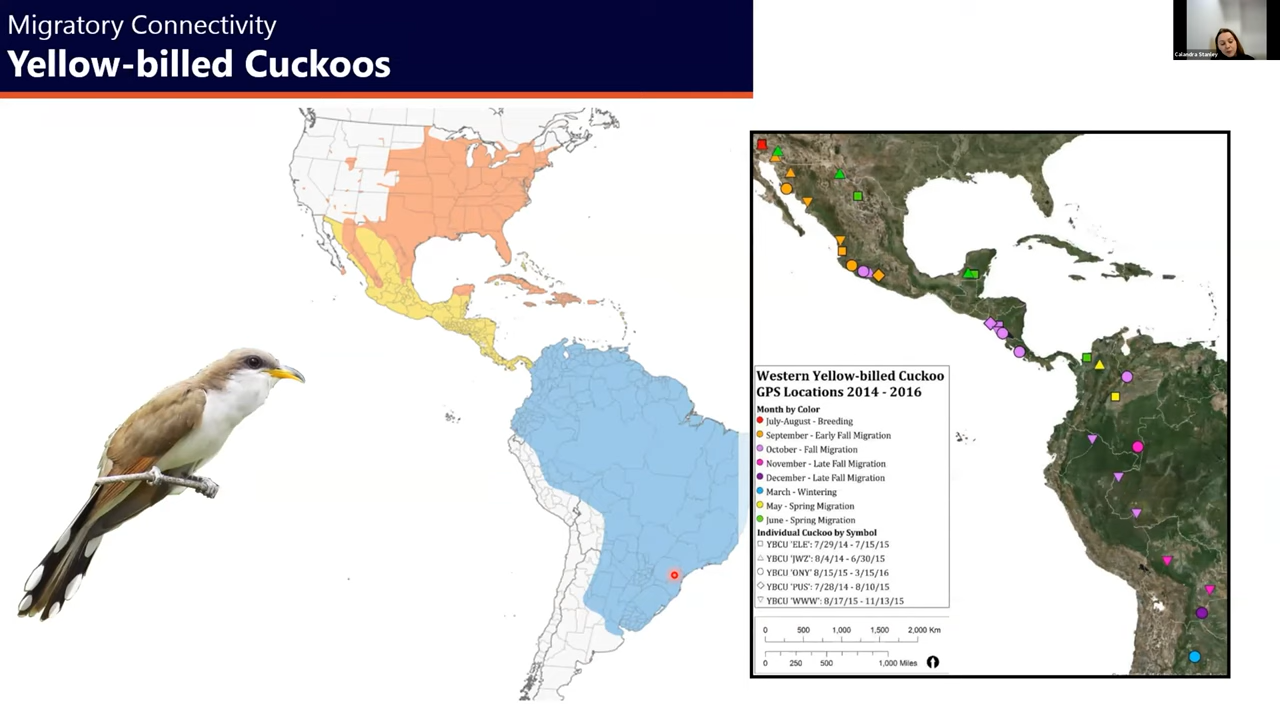 Migratory Connectivity
Yellow-billed Cuckoos
Calandra Stanley
Western Yellow-billed Cuckoo
GPS Locations 2014 - 2016
Month by Color
July-August - Breeding
September - Early Fall Migration
October - Fall Migration
November - Late Fall Migration
December - Late Fall Migration
March - Wintering
May - Spring Migration
June - Spring Migration
Individual Cuckoo by Symbol
YBCU 'ELE': 7/29/14 - 7/15/15
YBCU 'JWZ': 8/4/14 - 6/30/15
YBCU 'ONY' 8/15/15 - 3/15/16
YBCU 'PUS': 7/28/14 - 8/10/15
YBCU 'WWW': 8/17/15 - 11/13/15
0 500 1,000 1,500 2,000 Km
0 250 500 1,000 Miles